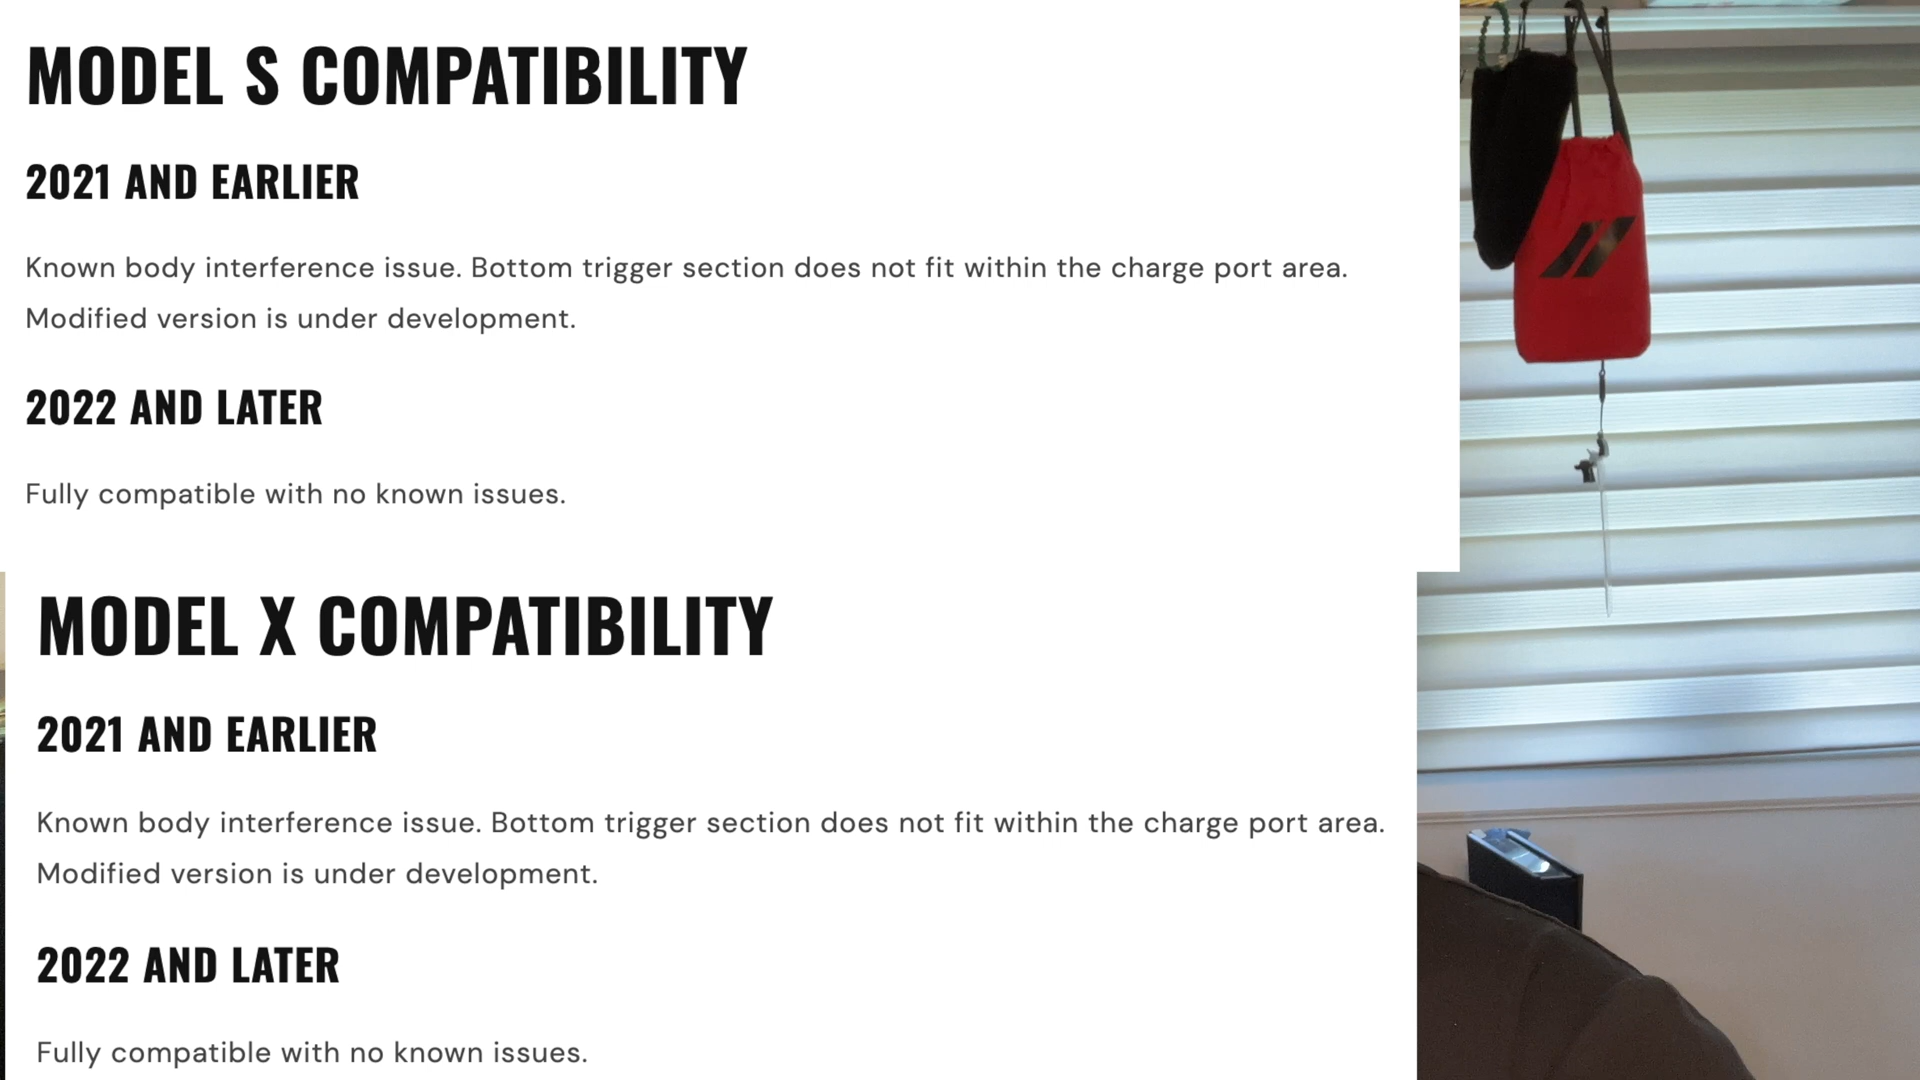 MODEL S COMPATIBILITY
2021 AND EARLIER
Known body interference issue. Bottom trigger section does not fit within the charge port area.
Modified version is under development.
2022 AND LATER
Fully compatible with no known issues.
MODEL X COMPATIBILITY
2021 AND EARLIER
Known body interference issue. Bottom trigger section does not fit within the charge port area.
Modified version is under development.
2022 AND LATER
Fully compatible with no known issues.